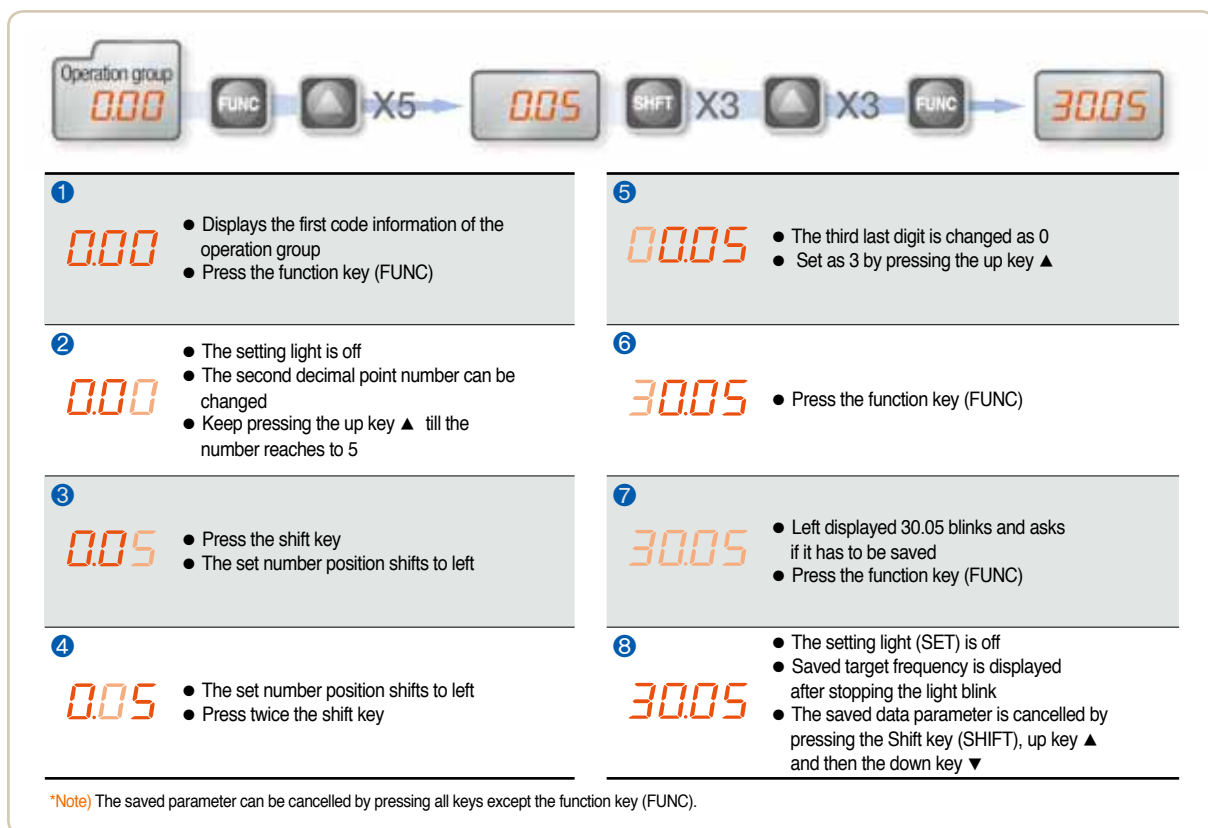 Operation group
0.00 FUNC ▲ X5 0.05 SHFT X3 ▲ X3 FUNC 30.05
1
0.00
● Displays the first code information of the
operation group
● Press the function key (FUNC)
2
0.00
● The setting light is off
● The second decimal point number can be
changed
● Keep pressing the up key ▲ till the
number reaches to 5
3
0.05
● Press the shift key
● The set number position shifts to left
4
0.05
● The set number position shifts to left
● Press twice the shift key
5
00.05
● The third last digit is changed as 0
● Set as 3 by pressing the up key ▲
6
30.05
● Press the function key (FUNC)
7
30.05
● Left displayed 30.05 blinks and asks
if it has to be saved
● Press the function key (FUNC)
8
30.05
● The setting light (SET) is off
● Saved target frequency is displayed
after stopping the light blink
● The saved data parameter is cancelled by
pressing the Shift key (SHIFT), up key ▲
and then the down key ▼
*Note) The saved parameter can be cancelled by pressing all keys except the function key (FUNC).